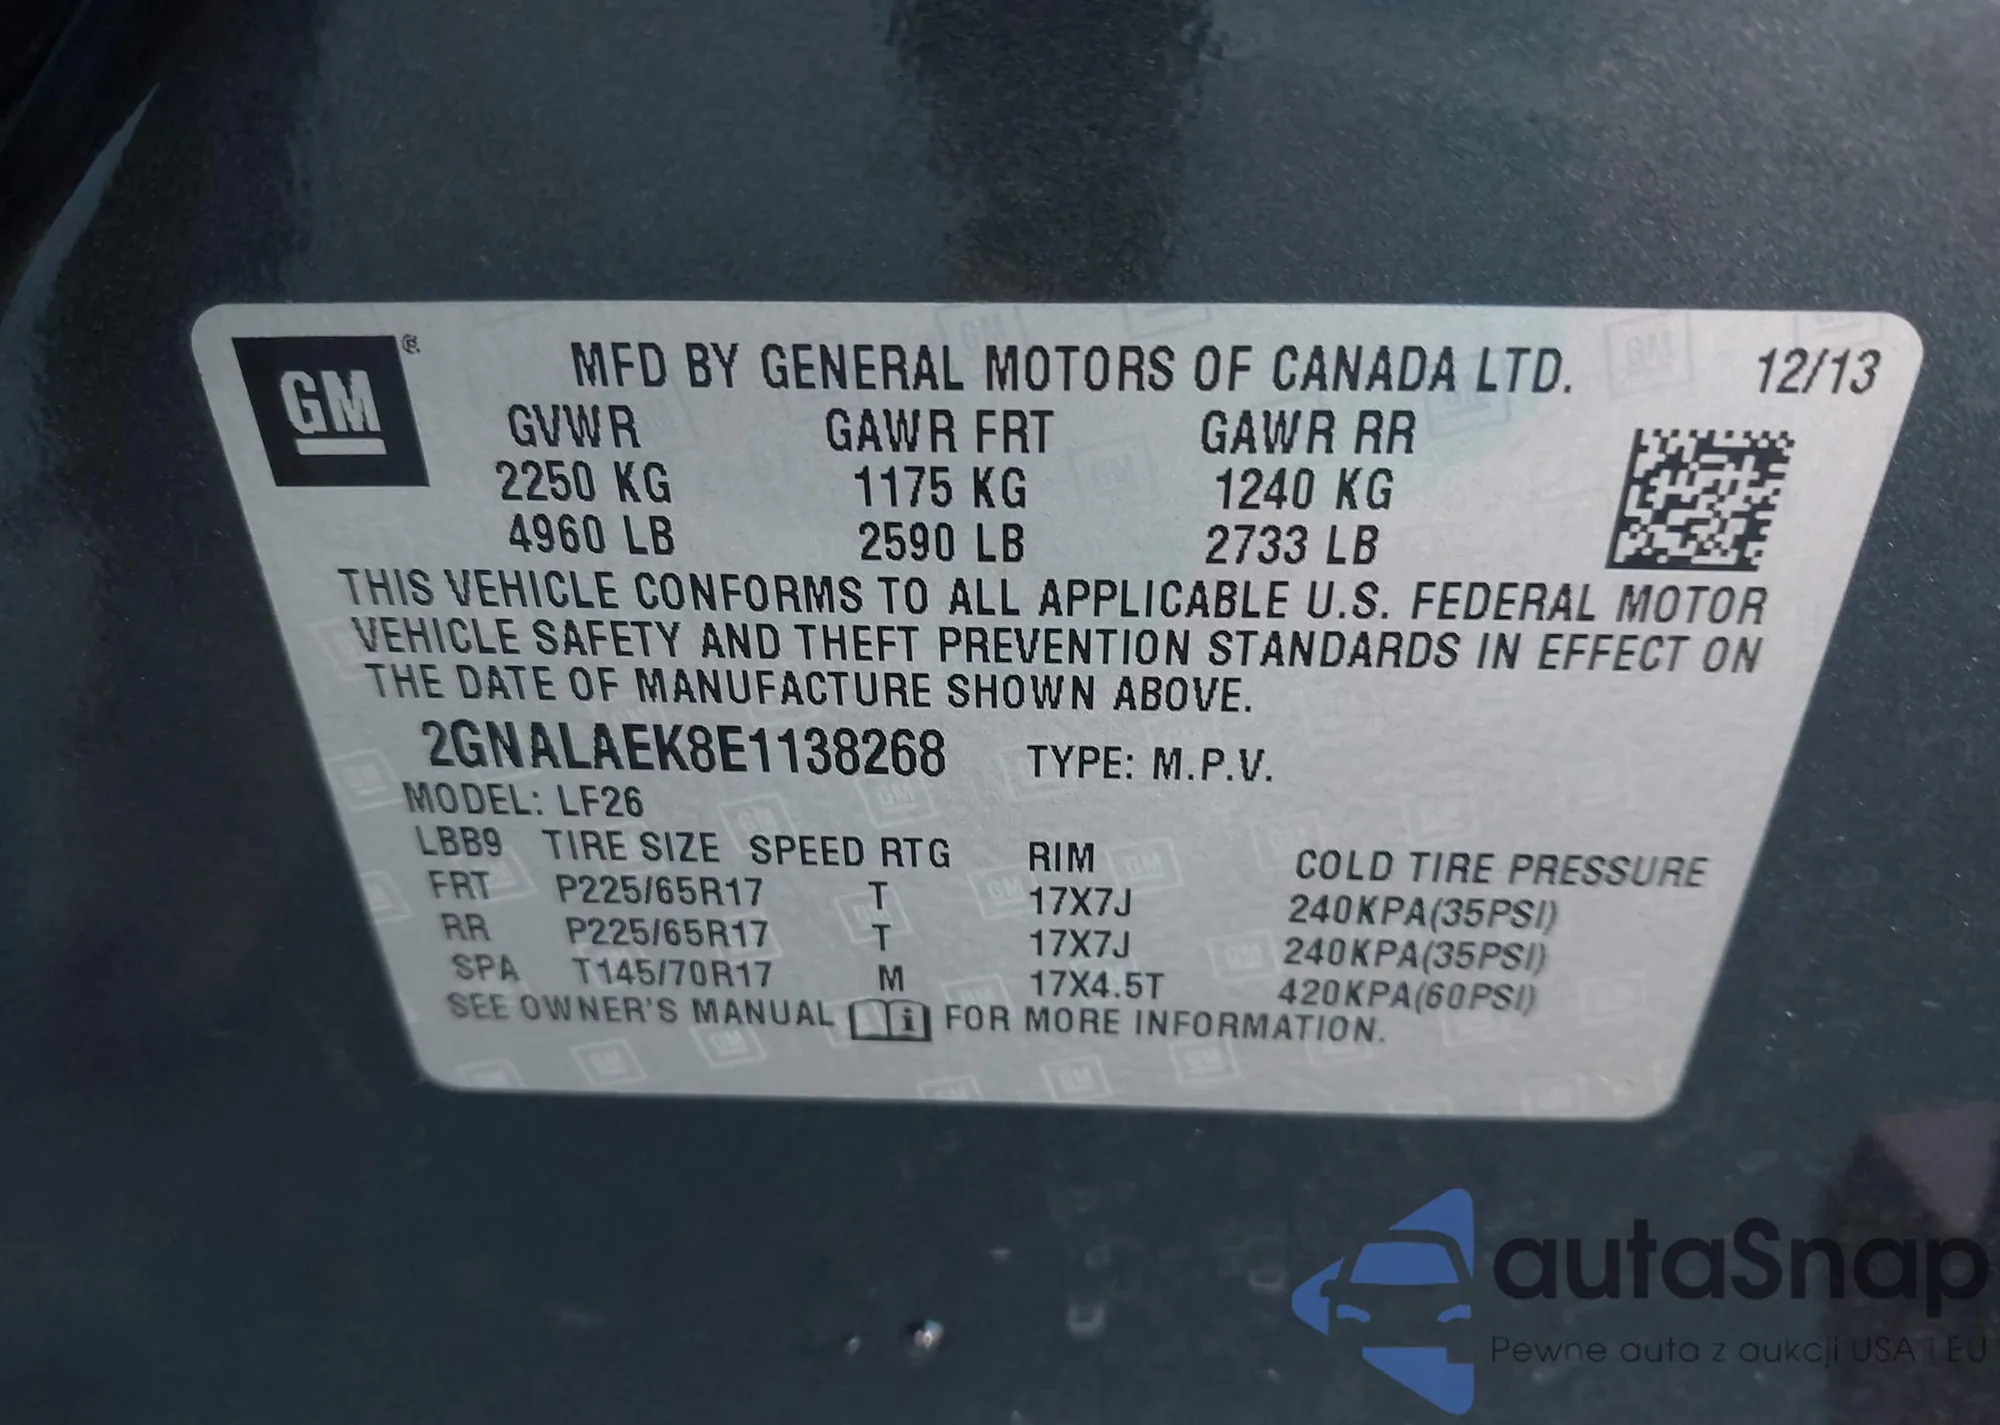 GM ®
MFD BY GENERAL MOTORS OF CANADA LTD. 12/13
GVWR GAWR FRT GAWR RR
2250 KG 1175 KG 1240 KG
4960 LB 2590 LB 2733 LB
THIS VEHICLE CONFORMS TO ALL APPLICABLE U.S. FEDERAL MOTOR
VEHICLE SAFETY AND THEFT PREVENTION STANDARDS IN EFFECT ON
THE DATE OF MANUFACTURE SHOWN ABOVE.
2GNALAEK8E1138268 TYPE: M.P.V.
MODEL: LF26
LBB9 TIRE SIZE SPEED RTG RIM COLD TIRE PRESSURE
FRT P225/65R17 T 17X7J 240KPA(35PSI)
RR P225/65R17 T 17X7J 240KPA(35PSI)
SPA T145/70R17 M 17X4.5T 420KPA(60PSI)
SEE OWNER'S MANUAL i FOR MORE INFORMATION.
autaSnap
Pewne auta z aukcji USA i EU